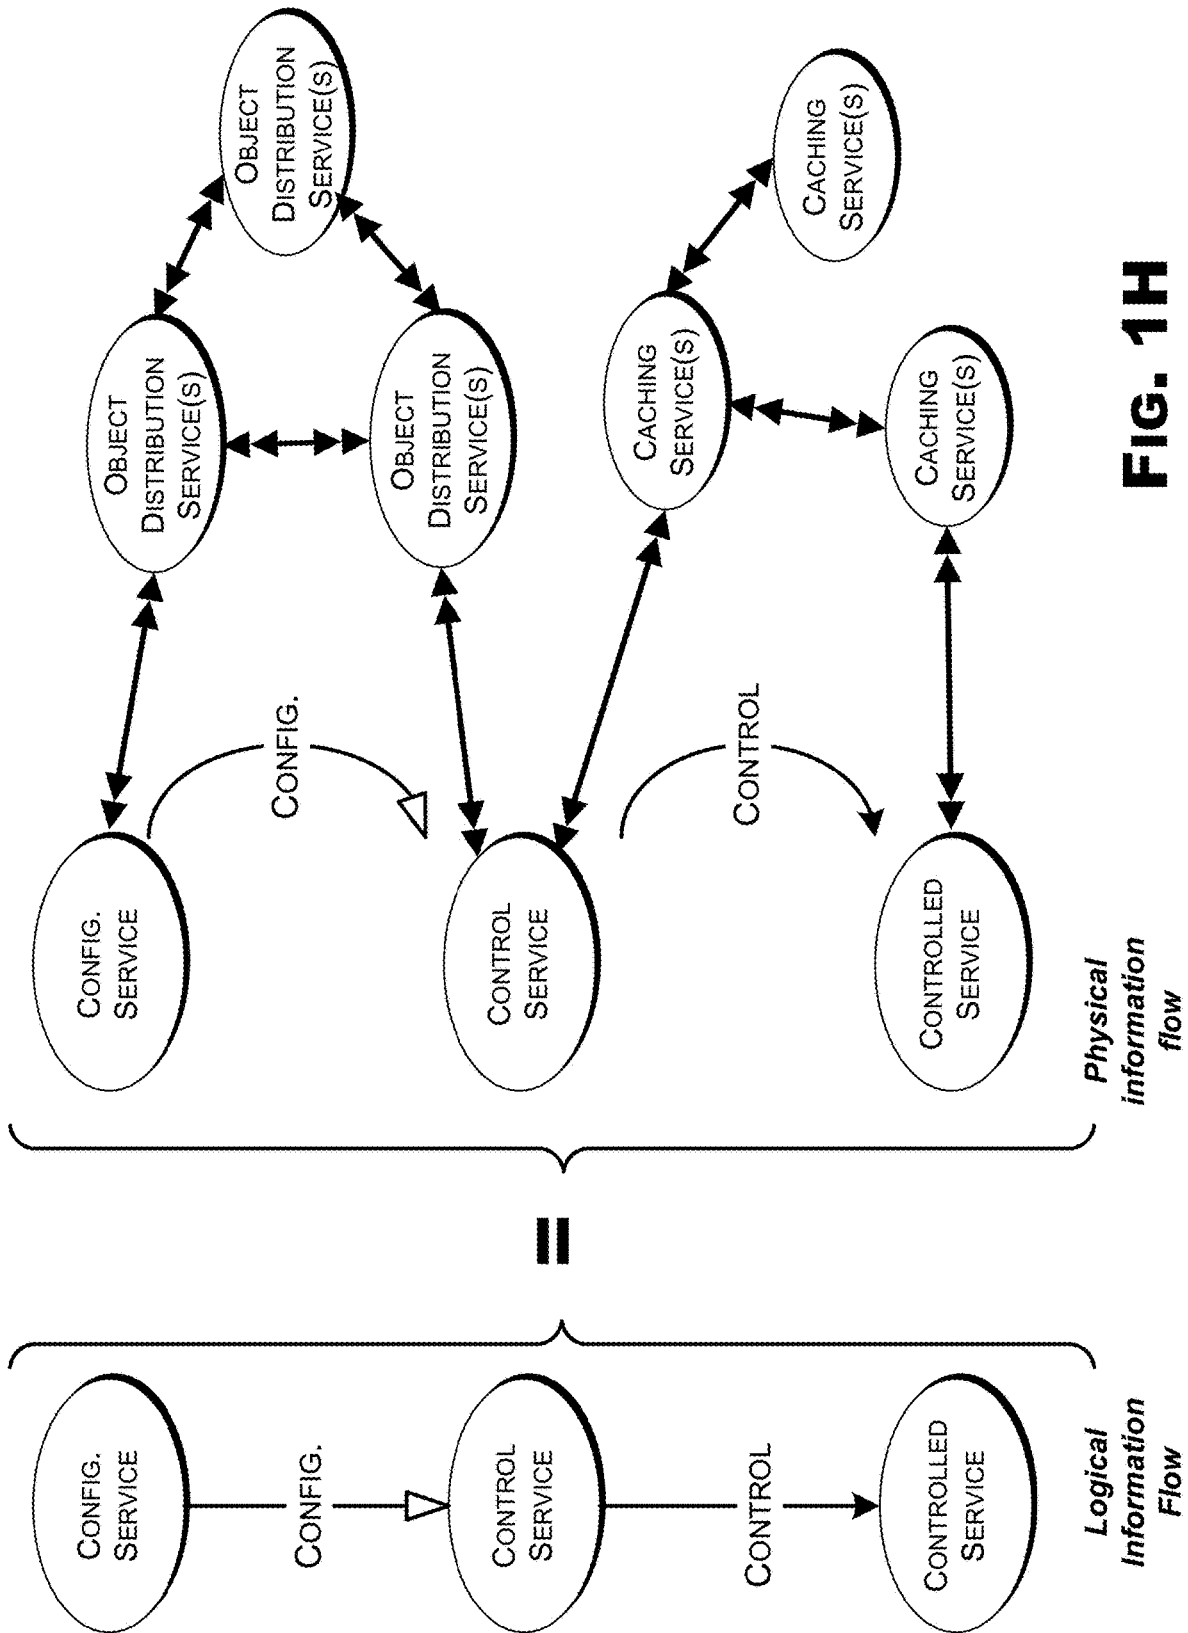 CONFIG.
SERVICE
CONFIG.
CONTROL
SERVICE
CONTROL
CONTROLLED
SERVICE
Logical
Information
Flow
=
CONFIG.
SERVICE
CONFIG.
CONTROL
SERVICE
CONTROL
CONTROLLED
SERVICE
Physical
information
flow
OBJECT
DISTRIBUTION
SERVICE(S)
OBJECT
DISTRIBUTION
SERVICE(S)
OBJECT
DISTRIBUTION
SERVICE(S)
CACHING
SERVICE(S)
CACHING
SERVICE(S)
CACHING
SERVICE(S)
FIG. 1H